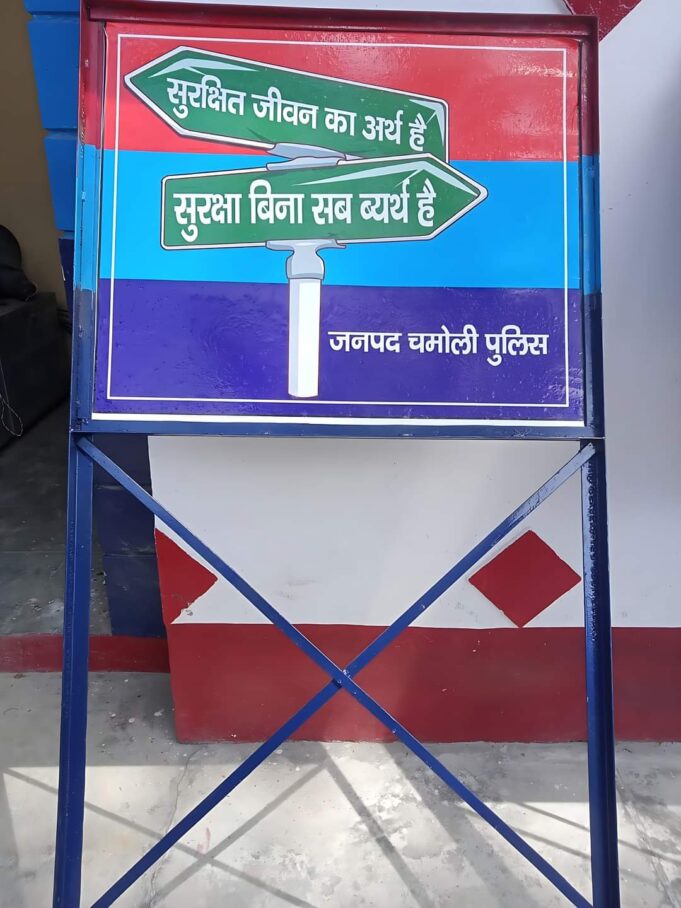 सुरक्षित जीवन का अर्थ है
सुरक्षा बिना सब ब्यर्थ है
जनपद चमोली पुलिस